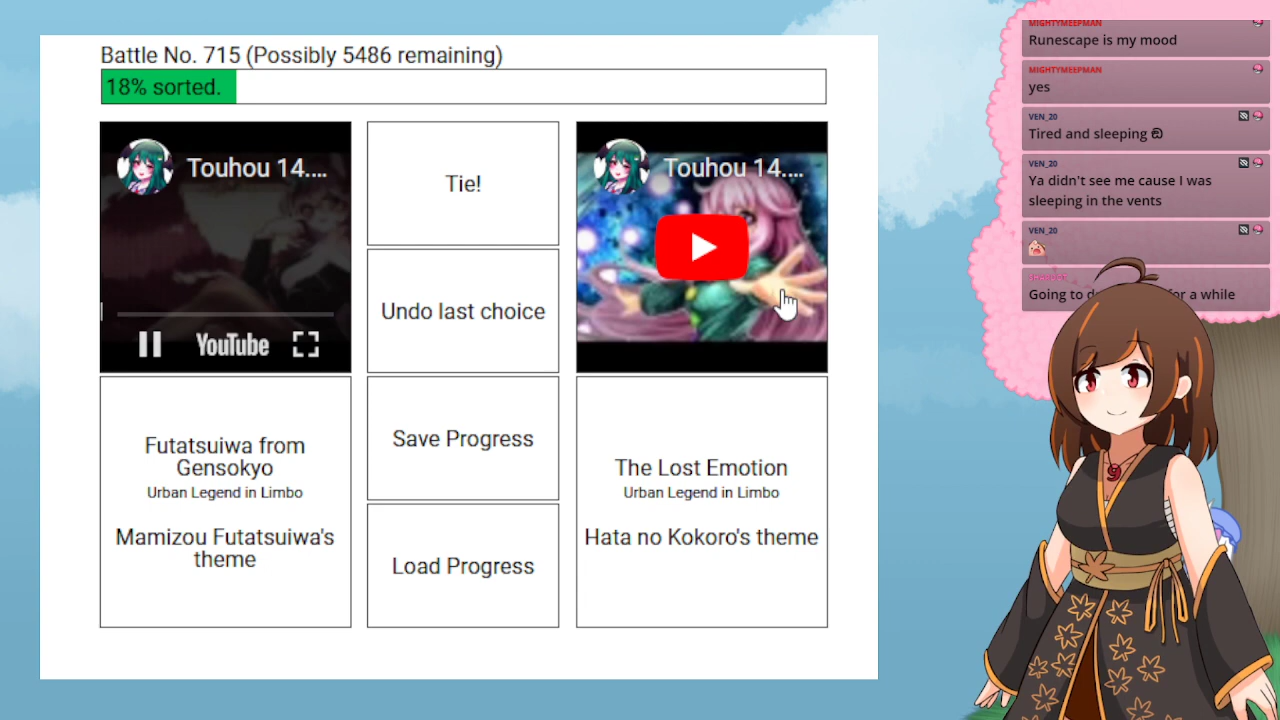 Battle No. 715 (Possibly 5486 remaining)
18% sorted.
Touhou 14....
YouTube
Futatsuiwa from
Gensokyo
Urban Legend in Limbo
Mamizou Futatsuiwa's
theme
Tie!
Undo last choice
Save Progress
Load Progress
Touhou 14....
The Lost Emotion
Urban Legend in Limbo
Hata no Kokoro's theme
MIGHTYMEEPMAN
Runescape is my mood
MIGHTYMEEPMAN
yes
VEN_20
Tired and sleeping
VEN_20
Ya didn't see me cause I was
sleeping in the vents
VEN_20
Going to for a while
9